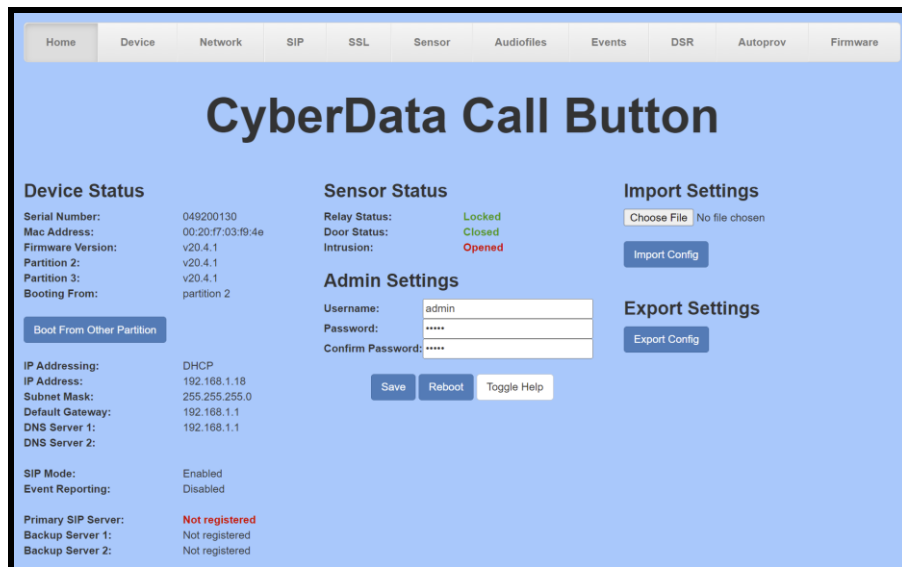 Home Device Network SIP SSL Sensor Audiofiles Events DSR Autoprov Firmware
CyberData Call Button
Device Status
Serial Number: 049200130
Mac Address: 00:20:f7:03:f9:4e
Firmware Version: v20.4.1
Partition 2: v20.4.1
Partition 3: v20.4.1
Booting From: partition 2
Boot From Other Partition
IP Addressing: DHCP
IP Address: 192.168.1.18
Subnet Mask: 255.255.255.0
Default Gateway: 192.168.1.1
DNS Server 1: 192.168.1.1
DNS Server 2:
SIP Mode: Enabled
Event Reporting: Disabled
Primary SIP Server: Not registered
Backup Server 1: Not registered
Backup Server 2: Not registered
Sensor Status
Relay Status: Locked
Door Status: Closed
Intrusion: Opened
Admin Settings
Username: admin
Password: •••••
Confirm Password: •••••
Save Reboot Toggle Help
Import Settings
Choose File No file chosen
Import Config
Export Settings
Export Config